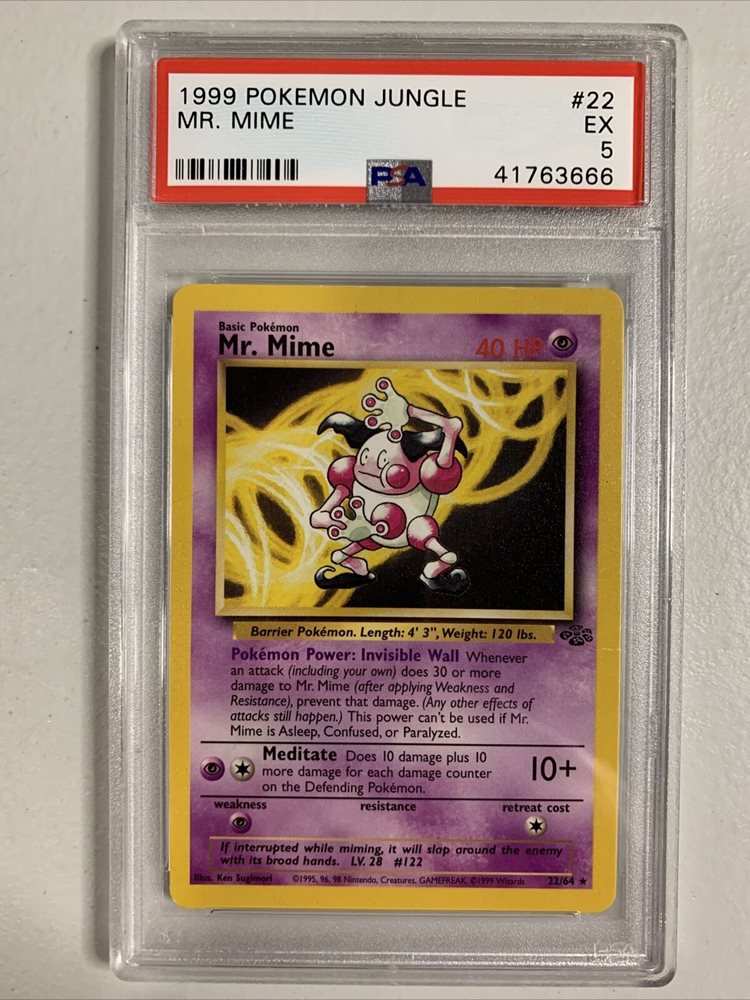 1999 POKEMON JUNGLE #22
MR. MIME EX
5
PSA 41763666
Basic Pokémon
Mr. Mime 40 HP
Barrier Pokémon. Length: 4' 3", Weight: 120 lbs.
Pokémon Power: Invisible Wall Whenever
an attack (including your own) does 30 or more
damage to Mr. Mime (after applying Weakness and
Resistance), prevent that damage. (Any other effects of
attacks still happen.) This power can't be used if Mr.
Mime is Asleep, Confused, or Paralyzed.
Meditate Does 10 damage plus 10
more damage for each damage counter
on the Defending Pokémon.
10+
weakness resistance retreat cost
If interrupted while miming, it will slap around the enemy
with its broad hands. LV. 28 #122
Illus. Ken Sugimori ©1995, 96, 98 Nintendo, Creatures, GAMEFREAK. ©1999 Wizards. 22/64 ★